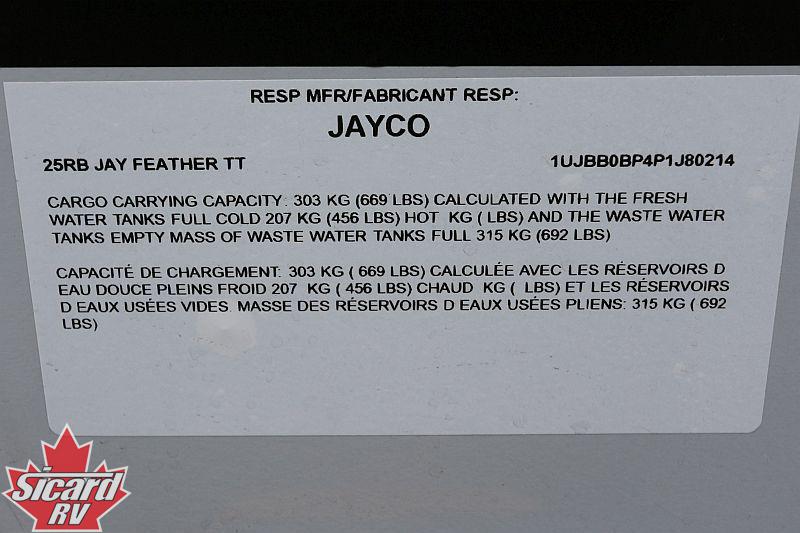 RESP MFR/FABRICANT RESP:
JAYCO
25RB JAY FEATHER TT 1UJBB0BP4P1J80214
CARGO CARRYING CAPACITY: 303 KG (669 LBS) CALCULATED WITH THE FRESH
WATER TANKS FULL COLD 207 KG (456 LBS) HOT KG ( LBS) AND THE WASTE WATER
TANKS EMPTY MASS OF WASTE WATER TANKS FULL 315 KG (692 LBS)
CAPACITÉ DE CHARGEMENT: 303 KG ( 669 LBS) CALCULÉE AVEC LES RÉSERVOIRS D
EAU DOUCE PLEINS FROID 207 KG ( 456 LBS) CHAUD KG ( LBS) ET LES RÉSERVOIRS
D EAUX USÉES VIDES. MASSE DES RÉSERVOIRS D EAUX USÉES PLIENS: 315 KG ( 692
LBS)
Sicard
RV